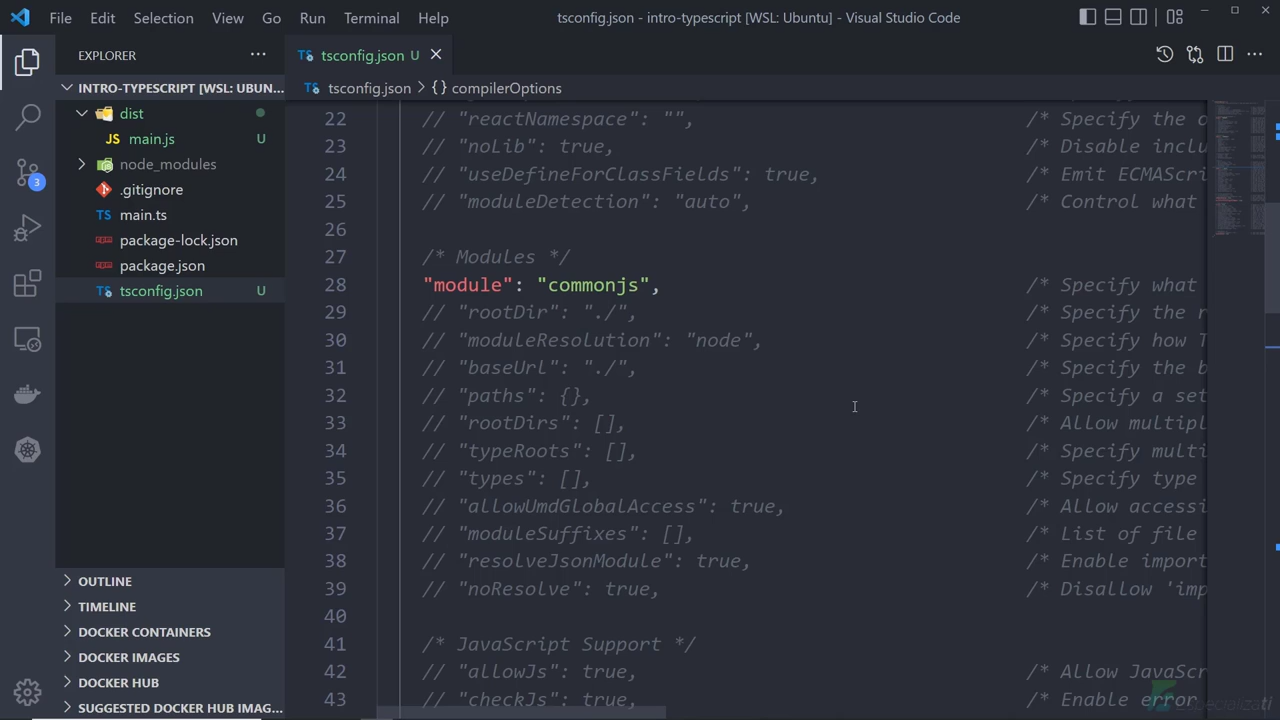 File Edit Selection View Go Run Terminal Help
tsconfig.json - intro-typescript [WSL: Ubuntu] - Visual Studio Code
EXPLORER
INTRO-TYPESCRIPT [WSL: UBUN...
dist
JS main.js U
node_modules
.gitignore
TS main.ts
package-lock.json
package.json
TS tsconfig.json U
3
OUTLINE
TIMELINE
DOCKER CONTAINERS
DOCKER IMAGES
DOCKER HUB
SUGGESTED DOCKER HUB IMAG...
TS tsconfig.json U
TS tsconfig.json > {} compilerOptions
22 // "reactNamespace": "", /* Specify the o
23 // "noLib": true, /* Disable inclu
24 // "useDefineForClassFields": true, /* Emit ECMAScri
25 // "moduleDetection": "auto", /* Control what
26
27 /* Modules */
28 "module": "commonjs", /* Specify what
29 // "rootDir": "./", /* Specify the r
30 // "moduleResolution": "node", /* Specify how T
31 // "baseUrl": "./", /* Specify the b
32 // "paths": {}, /* Specify a set
33 // "rootDirs": [], /* Allow multipl
34 // "typeRoots": [], /* Specify multi
35 // "types": [], /* Specify type
36 // "allowUmdGlobalAccess": true, /* Allow accessi
37 // "moduleSuffixes": [], /* List of file
38 // "resolveJsonModule": true, /* Enable import
39 // "noResolve": true, /* Disallow 'imp
40
41 /* JavaScript Support */
42 // "allowJs": true, /* Allow JavaScr
43 // "checkJs": true, /* Enable error
Especializati